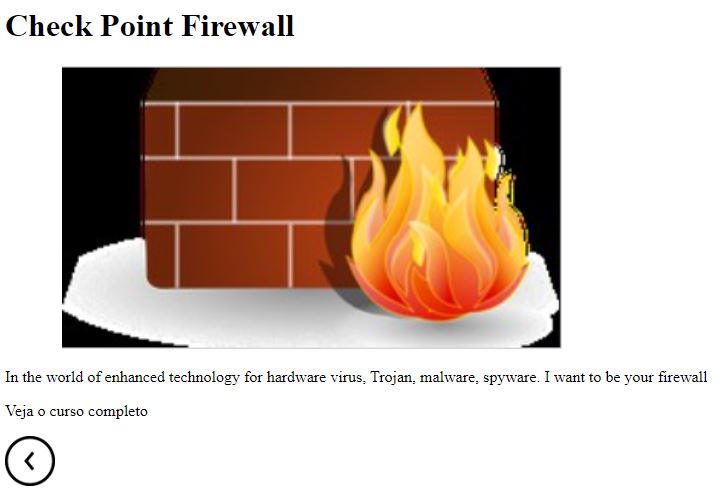 Check Point Firewall
In the world of enhanced technology for hardware virus, Trojan, malware, spyware. I want to be your firewall
Veja o curso completo